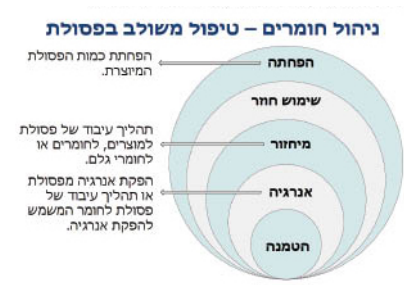 ניהול חומרים – טיפול משולב בפסולת
הפחתה
הפחתת כמות הפסולת
המיוצרת.
שימוש חוזר
מיחזור
תהליך עיבוד של פסולת
למוצרים, לחומרים או
לחומרי גלם.
אנרגיה
הפקת אנרגיה מפסולת
או תהליך עיבוד של
פסולת לחומר המשמש
להפקת אנרגיה.
הטמנה